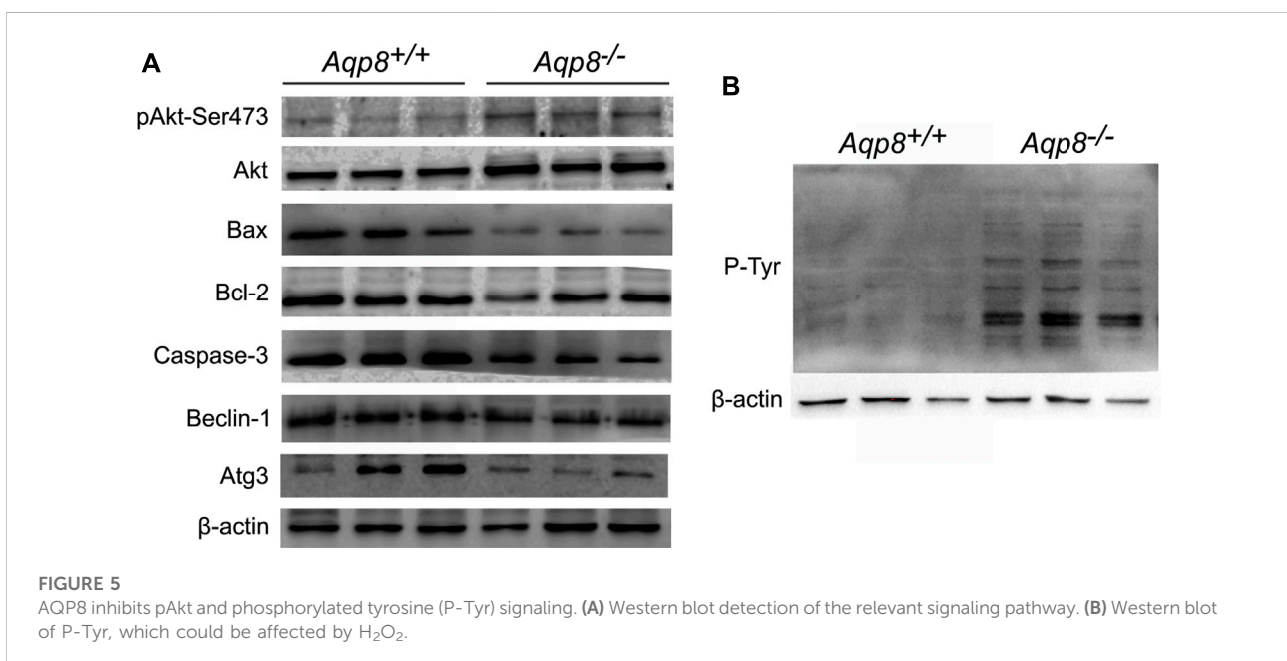 A
Aqp8+/+
Aqp8-/-
pAkt-Ser473
Akt
Bax
Bcl-2
Caspase-3
Beclin-1
Atg3
β-actin
B
Aqp8+/+
Aqp8-/-
P-Tyr
β-actin
FIGURE 5
AQP8 inhibits pAkt and phosphorylated tyrosine (P-Tyr) signaling. (A) Western blot detection of the relevant signaling pathway. (B) Western blot
of P-Tyr, which could be affected by H₂O₂.